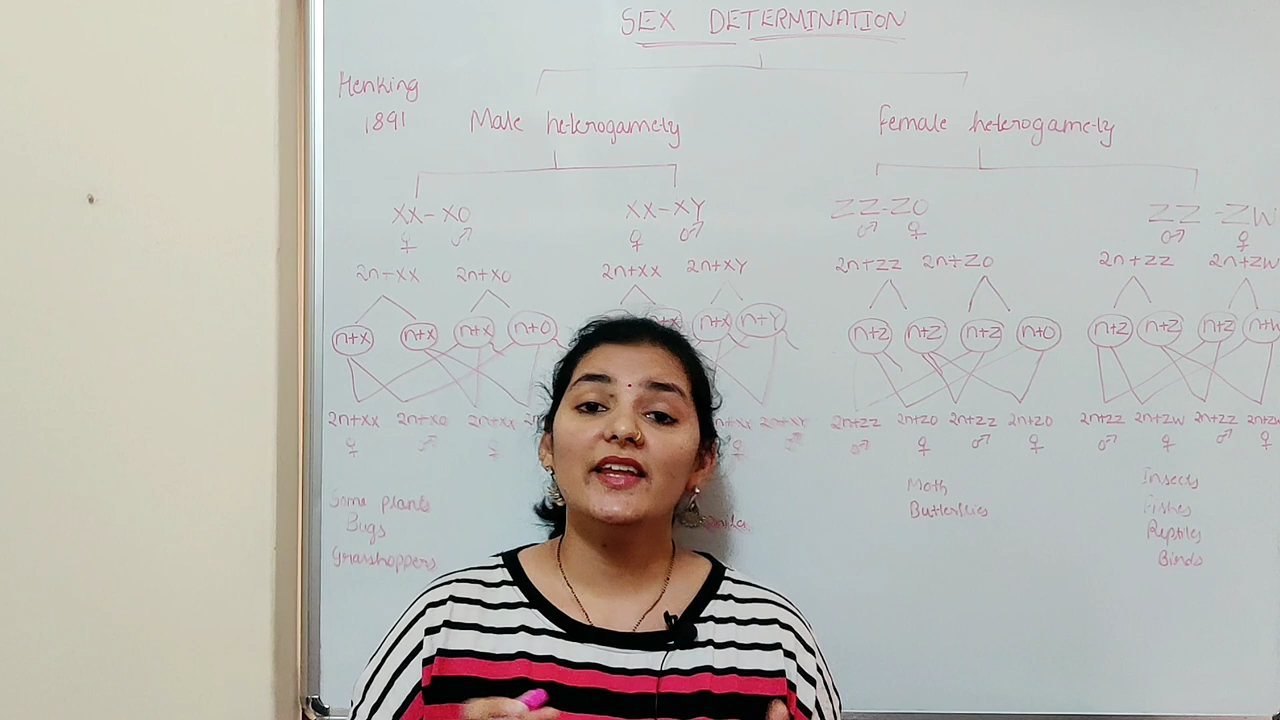 SEX DETERMINATION
Henking
1891
Male heterogamety
Female heterogamety
XX-XO
♀ ♂
XX-XY
♀ ♂
ZZ-ZO
♂ ♀
ZZ-ZW
♂ ♀
2n-XX 2n+XO
2n+XX 2n+XY
2n+ZZ 2n+ZO
2n+ZZ 2n+ZW
n+X n+X n+X n+O
n+X n+X n+Y
n+Z n+Z n+Z n+O
n+Z n+Z n+Z
2n+XX 2n+XO 2n+XX
♀ ♂ ♀
2n+XY
♀ ♂
2n+ZZ 2n+ZO 2n+ZZ 2n+ZO
♂ ♀ ♂ ♀
2n+ZZ 2n+ZW 2n+ZZ
♂ ♀ ♂ ♀
Some plants
Bugs
Grasshoppers
Moth
Butterflies
Insects
Fishes
Reptiles
Birds